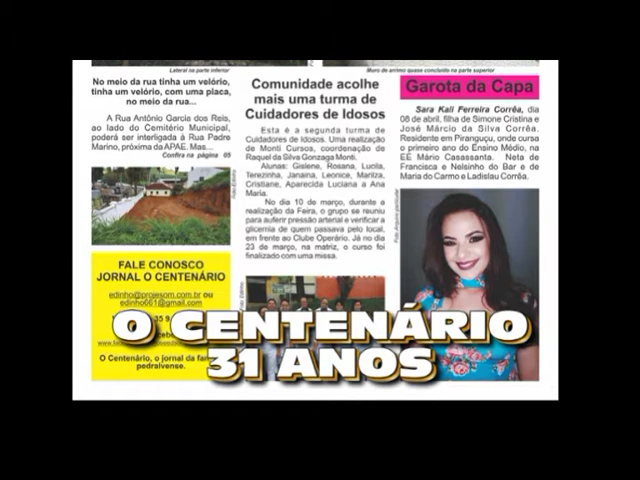 Lateral na parte inferior
Muro de arrimo quase concluído na parte superior
No meio da rua tinha um velório,
tinha um velório, com uma placa,
no meio da rua...
A Rua Antônio Garcia dos Reis,
ao lado do Cemitério Municipal,
poderá ser interligada à Rua Padre
Marino, próxima da APAE. Mas...
Confira na página 05
FALE CONOSCO
JORNAL O CENTENÁRIO
edinho@projesom.com.br ou
edinho661@gmail.com
O Centenário, o jornal da
pedralvense.
Comunidade acolhe
mais uma turma de
Cuidadores de Idosos
Esta é a segunda turma de
Cuidadores de Idosos. Uma realização
de Monti Cursos, coordenação de
Raquel da Silva Gonzaga Monti.
Alunas: Gislene, Rosana, Lucila,
Terezinha, Janaina, Leonice, Marilza,
Cristiane, Aparecida Luciana a Ana
Maria.
No dia 10 de março, durante a
realização da Feira, o grupo se reuniu
para auferir pressão arterial e verificar a
glicemia de quem passava pelo local,
em frente ao Clube Operário. Já no dia
23 de março, na matriz, o curso foi
finalizado com uma missa.
Garota da Capa
Sara Kali Ferreira Corrêa, dia
08 de abril, filha de Simone Cristina e
José Márcio da Silva Corrêa.
Residente em Piranguçu, onde cursa
o primeiro ano do Ensino Médio, na
EE Mário Casassanta. Neta de
Francisca e Nelsinho do Bar e de
Maria do Carmo e Ladislau Corrêa.
Foto: Arquivo particular
O CENTENÁRIO
31 ANOS